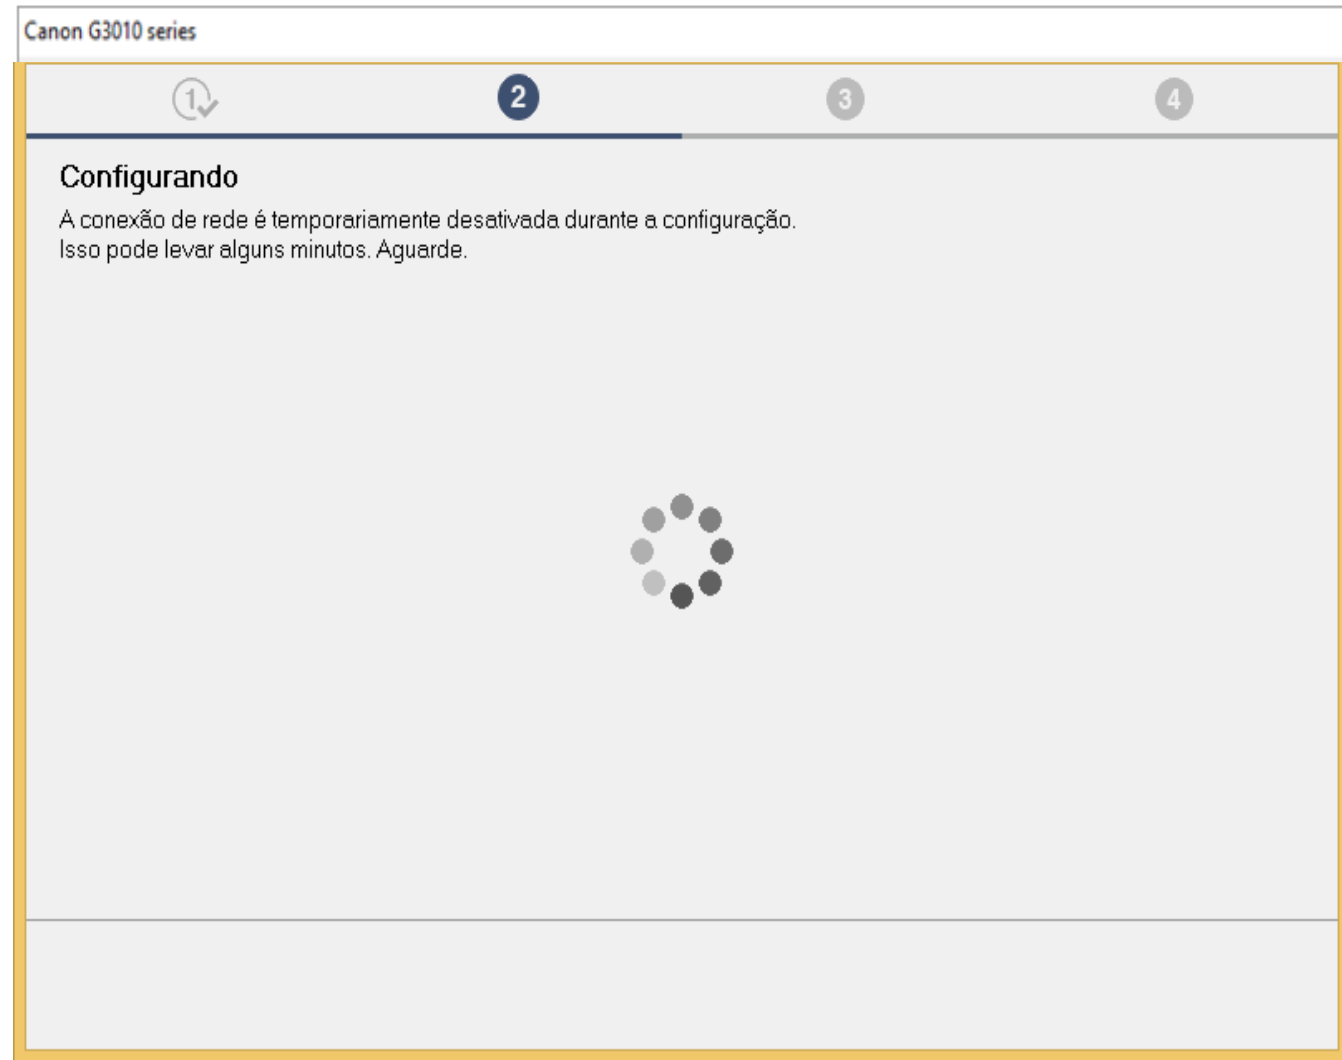 Canon G3010 series
1 2 3 4
Configurando
A conexão de rede é temporariamente desativada durante a configuração.
Isso pode levar alguns minutos. Aguarde.